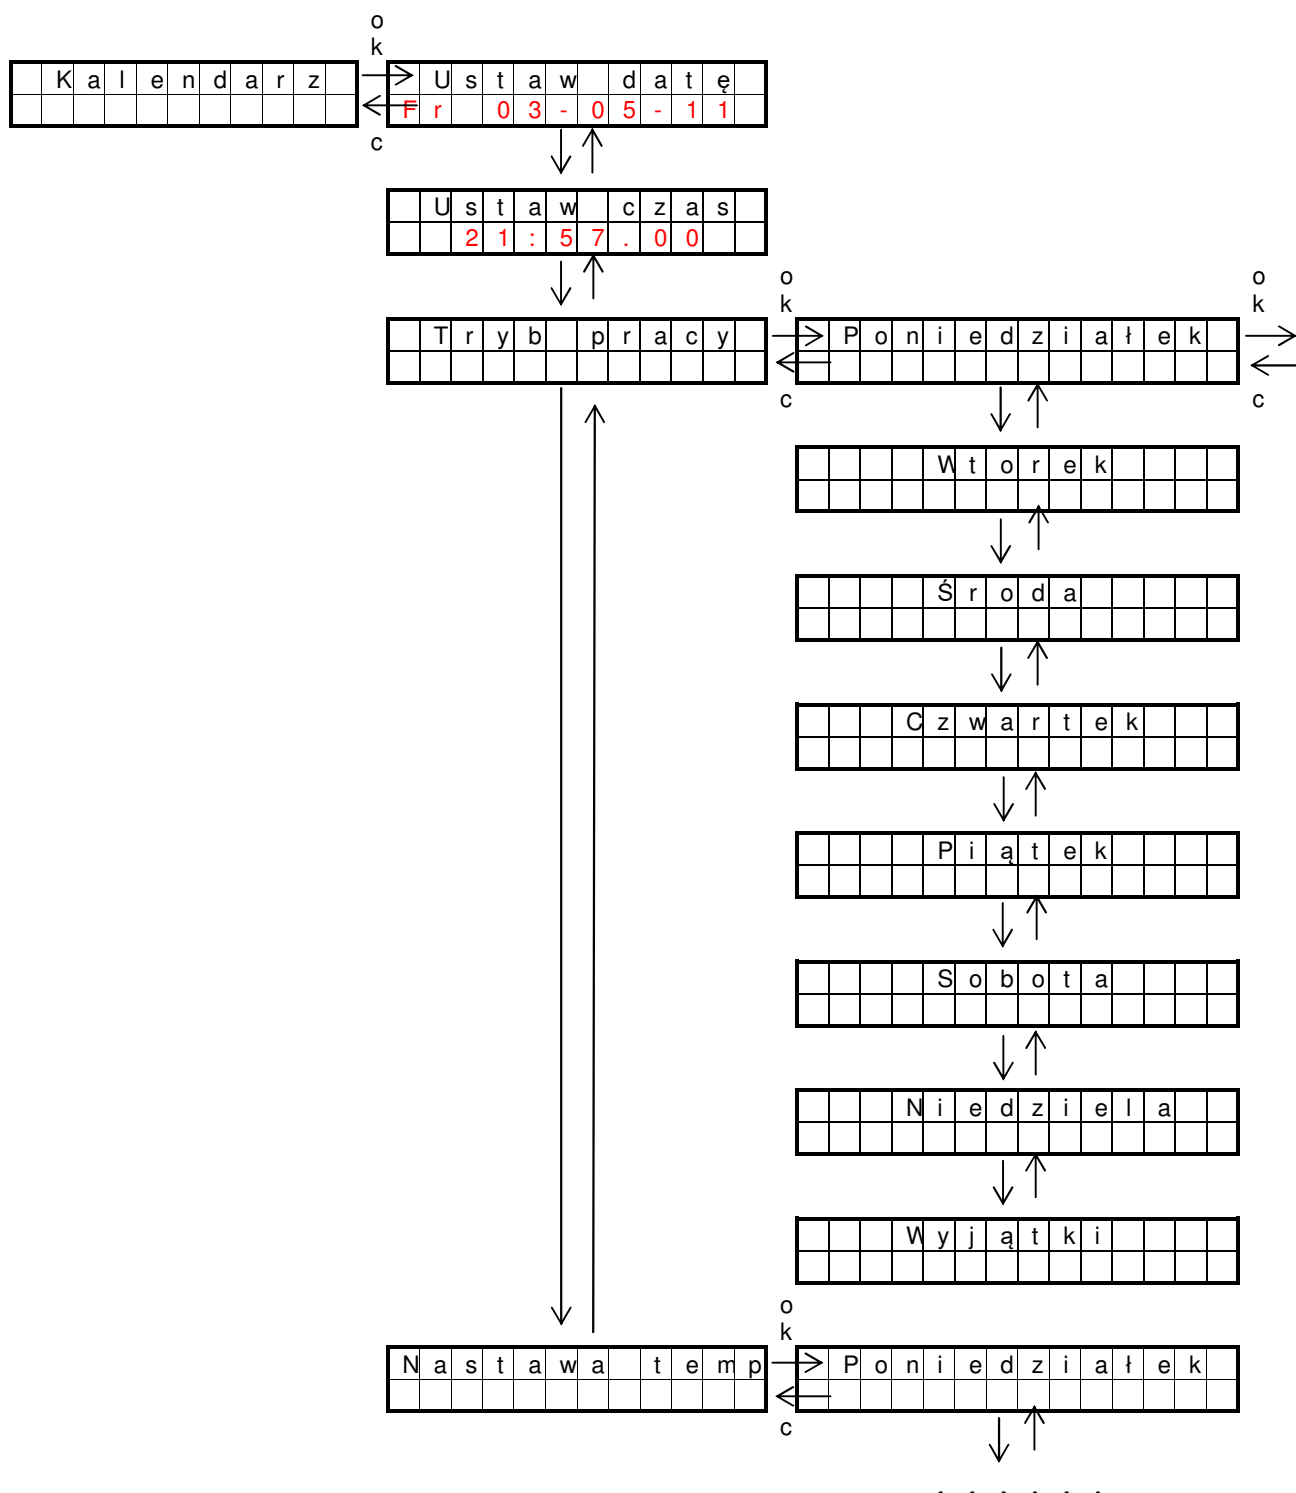 ok
Kalendarz
Ustaw datę
Fr 03-05-11
c
Ustaw czas
21:57.00
ok
ok
Tryb pracy
Poniedziałek
c
c
Wtorek
Środa
Czwartek
Piątek
Sobota
Niedziela
Wyjątki
ok
Nastawa temp
Poniedziałek
c